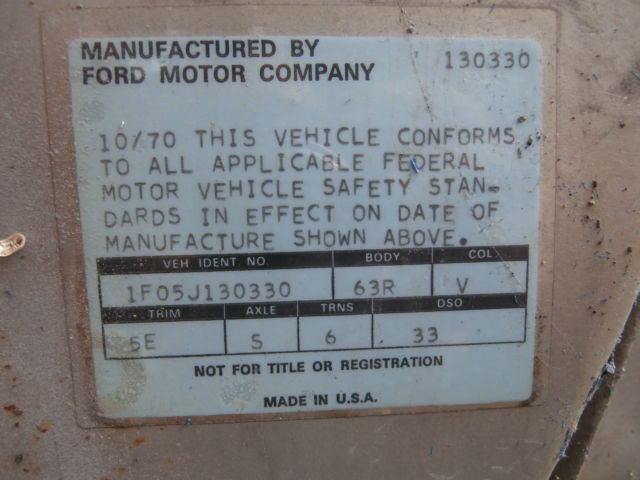 MANUFACTURED BY
FORD MOTOR COMPANY 130330
10/70 THIS VEHICLE CONFORMS
TO ALL APPLICABLE FEDERAL
MOTOR VEHICLE SAFETY STAN-
DARDS IN EFFECT ON DATE OF
MANUFACTURE SHOWN ABOVE.
VEH. IDENT. NO. BODY COL
1F05J130330 63R V
TRIM AXLE TRNS DSO
5E S 6 33
NOT FOR TITLE OR REGISTRATION
MADE IN U.S.A.